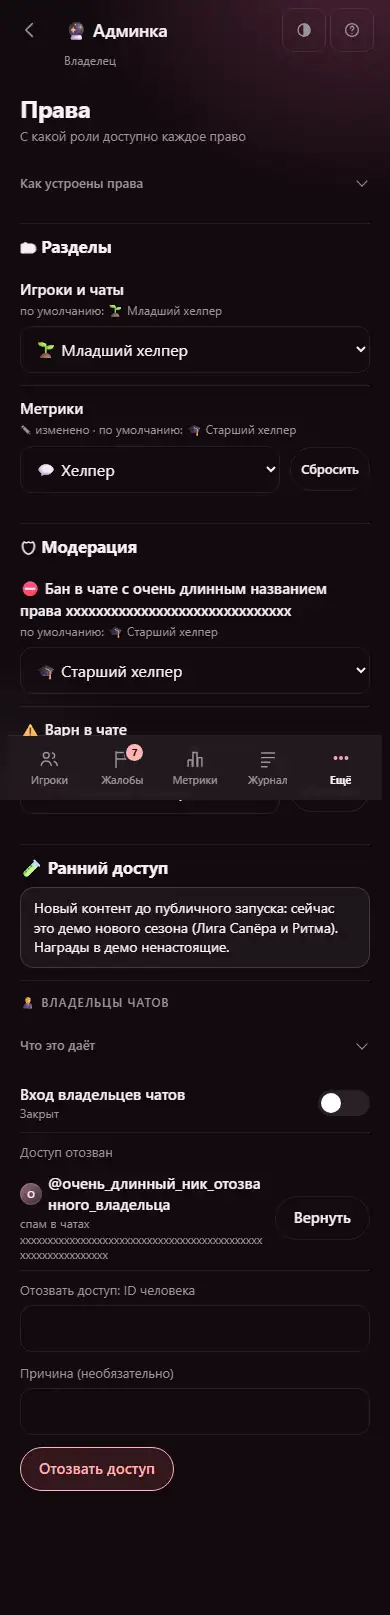 Админка
Владелец
Права
С какой роли доступно каждое право
Как устроены права
Разделы
Игроки и чаты
по умолчанию: Младший хелпер
Младший хелпер
Метрики
изменено · по умолчанию: Старший хелпер
Хелпер
Сбросить
Модерация
Бан в чате с очень длинным названием
права xxxxxxxxxxxxxxxxxxxxxxxxxxxxxx
по умолчанию: Старший хелпер
Старший хелпер
Варн в чате
7
Игроки
Жалобы
Метрики
Журнал
Ещё
Ранний доступ
Новый контент до публичного запуска: сейчас
это демо нового сезона (Лига Сапёра и Ритма).
Награды в демо ненастоящие.
ВЛАДЕЛЬЦЫ ЧАТОВ
Что это даёт
Вход владельцев чатов
Закрыт
Доступ отозван
О
@очень_длинный_ник_отозва
нного_владельца
спам в чатах
xxxxxxxxxxxxxxxxxxxxxxxxxxxxxxxxxxxxxxxxxxxx
xxxxxxxxxxxxxxxx
Вернуть
Отозвать доступ: ID человека
Причина (необязательно)
Отозвать доступ